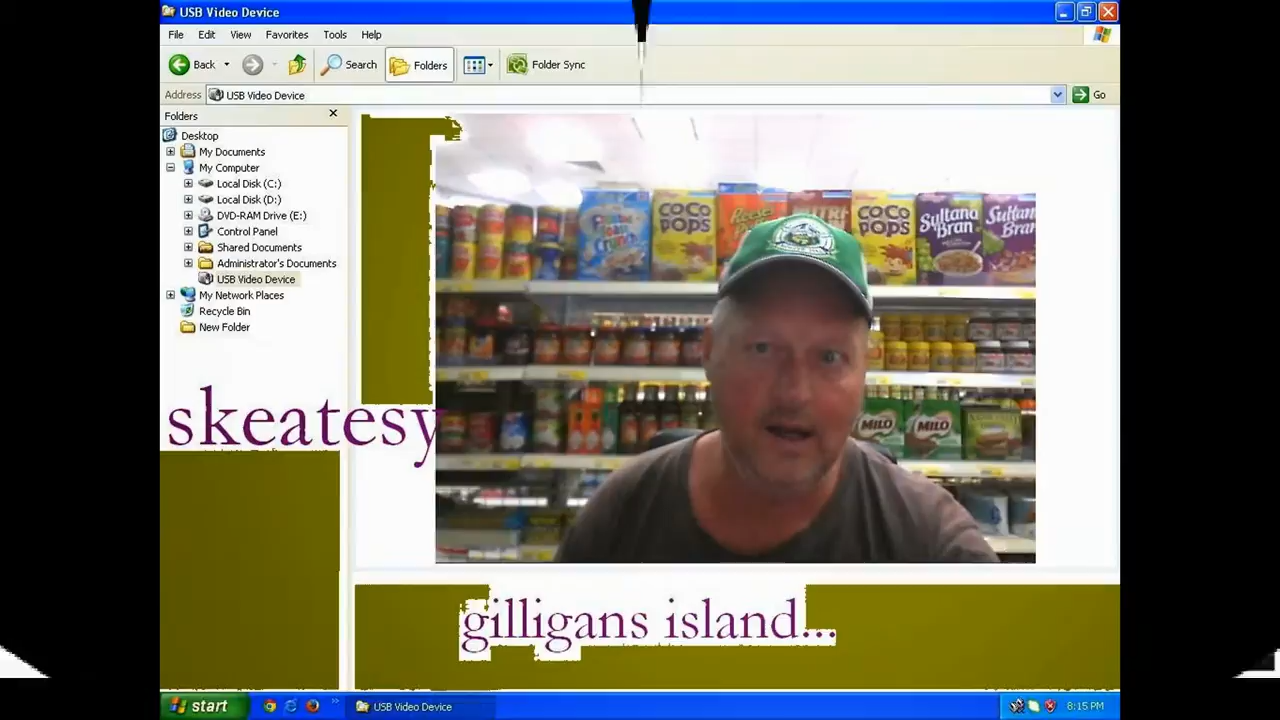 USB Video Device
File Edit View Favorites Tools Help
Back Search Folders Folder Sync
Address USB Video Device Go
Folders
Desktop
My Documents
My Computer
Local Disk (C:)
Local Disk (D:)
DVD-RAM Drive (E:)
Control Panel
Shared Documents
Administrator's Documents
USB Video Device
My Network Places
Recycle Bin
New Folder
COCO POPS
Reese's
COCO POPS
Sultana Bran
Sultana Bran
MILO
MILO
skeatesy
gilligans island...
start USB Video Device 8:15 PM